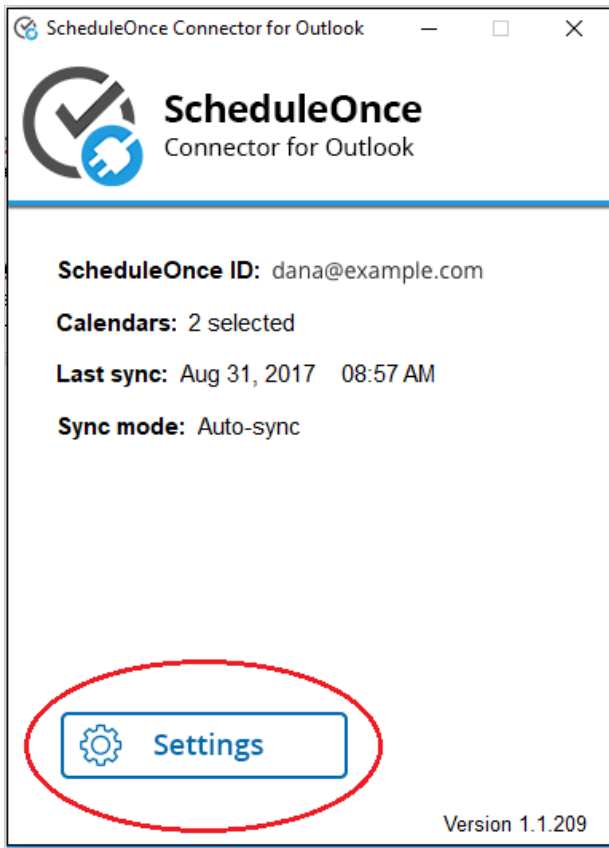 ScheduleOnce Connector for Outlook
ScheduleOnce
Connector for Outlook
ScheduleOnce ID: dana@example.com
Calendars: 2 selected
Last sync: Aug 31, 2017 08:57 AM
Sync mode: Auto-sync
Settings
Version 1.1.209